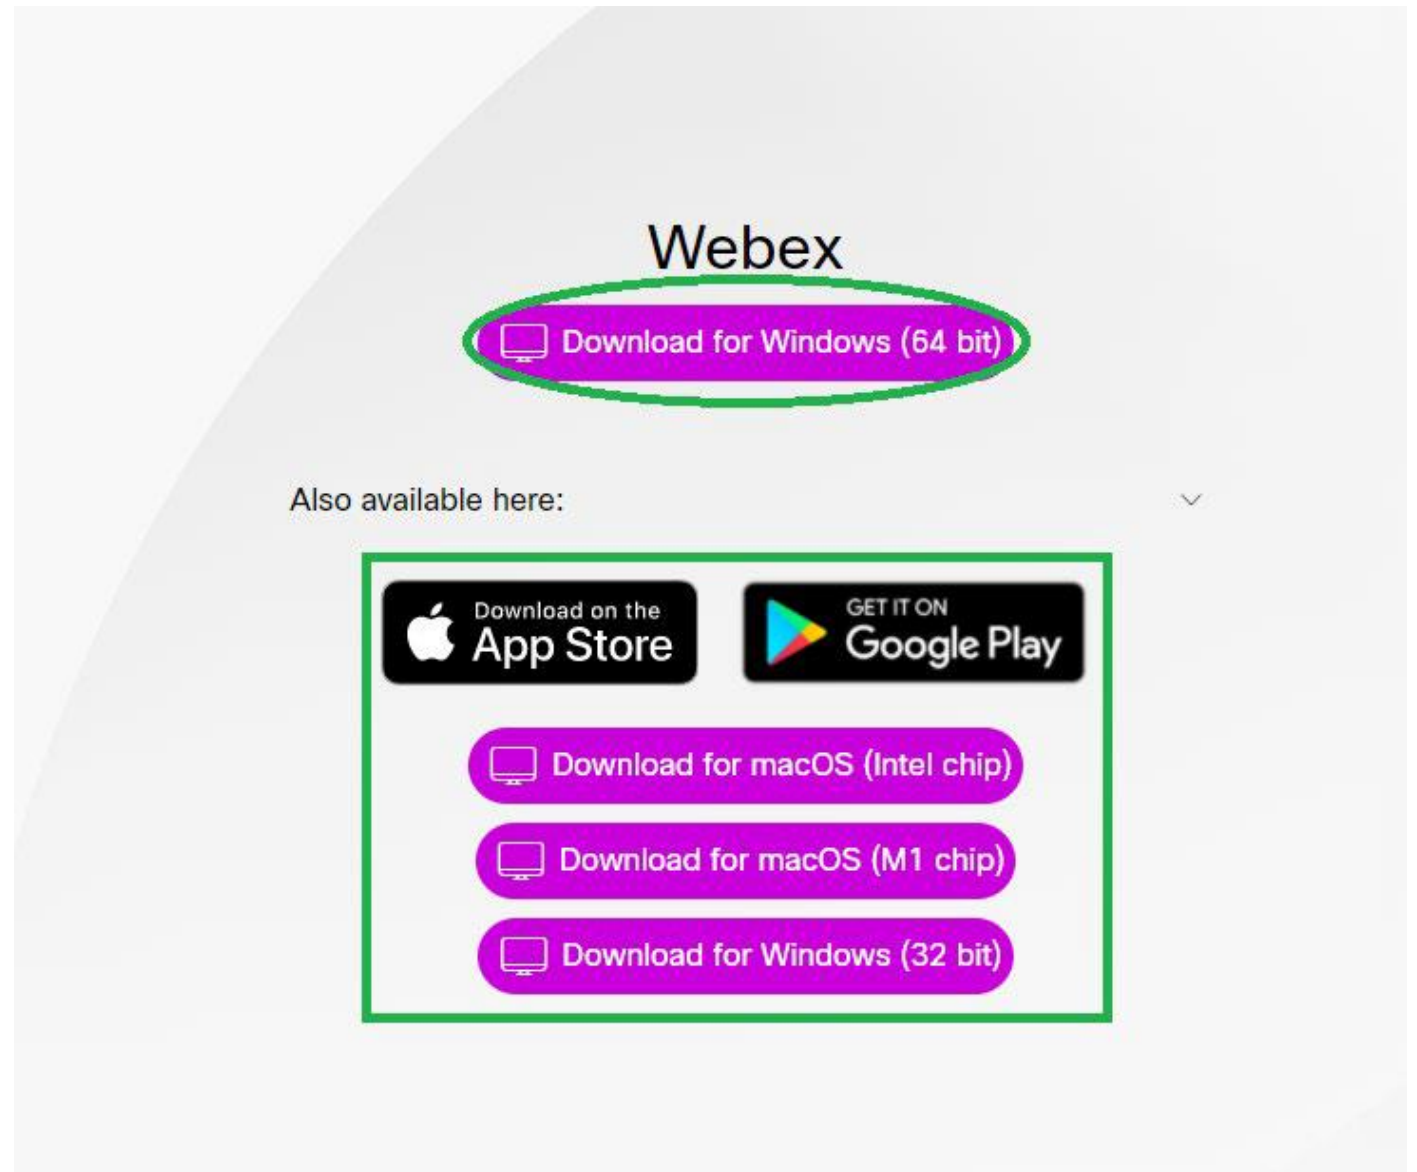 Webex
Download for Windows (64 bit)
Also available here:
Download on the
App Store
GET IT ON
Google Play
Download for macOS (Intel chip)
Download for macOS (M1 chip)
Download for Windows (32 bit)